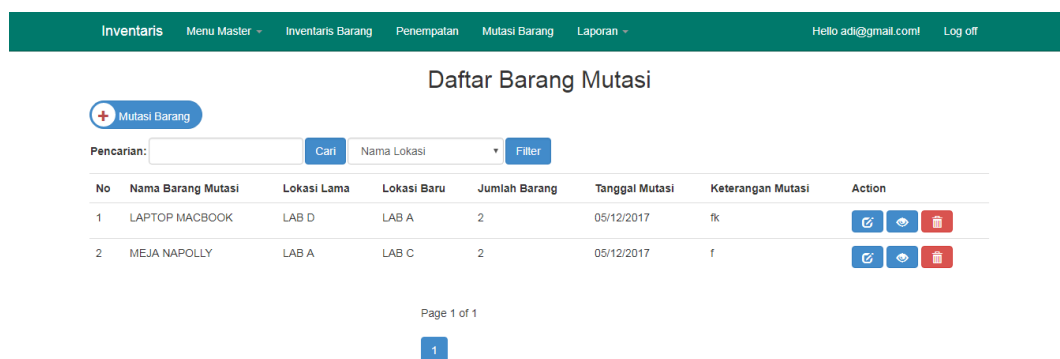 Inventaris Menu Master Inventaris Barang Penempatan Mutasi Barang Laporan Hello adi@gmail.com! Log off
Daftar Barang Mutasi
Mutasi Barang
Pencarian: Cari Nama Lokasi Filter
No Nama Barang Mutasi Lokasi Lama Lokasi Baru Jumlah Barang Tanggal Mutasi Keterangan Mutasi Action
1 LAPTOP MACBOOK LAB D LAB A 2 05/12/2017 fk
2 MEJA NAPOLLY LAB A LAB C 2 05/12/2017 f
Page 1 of 1
1